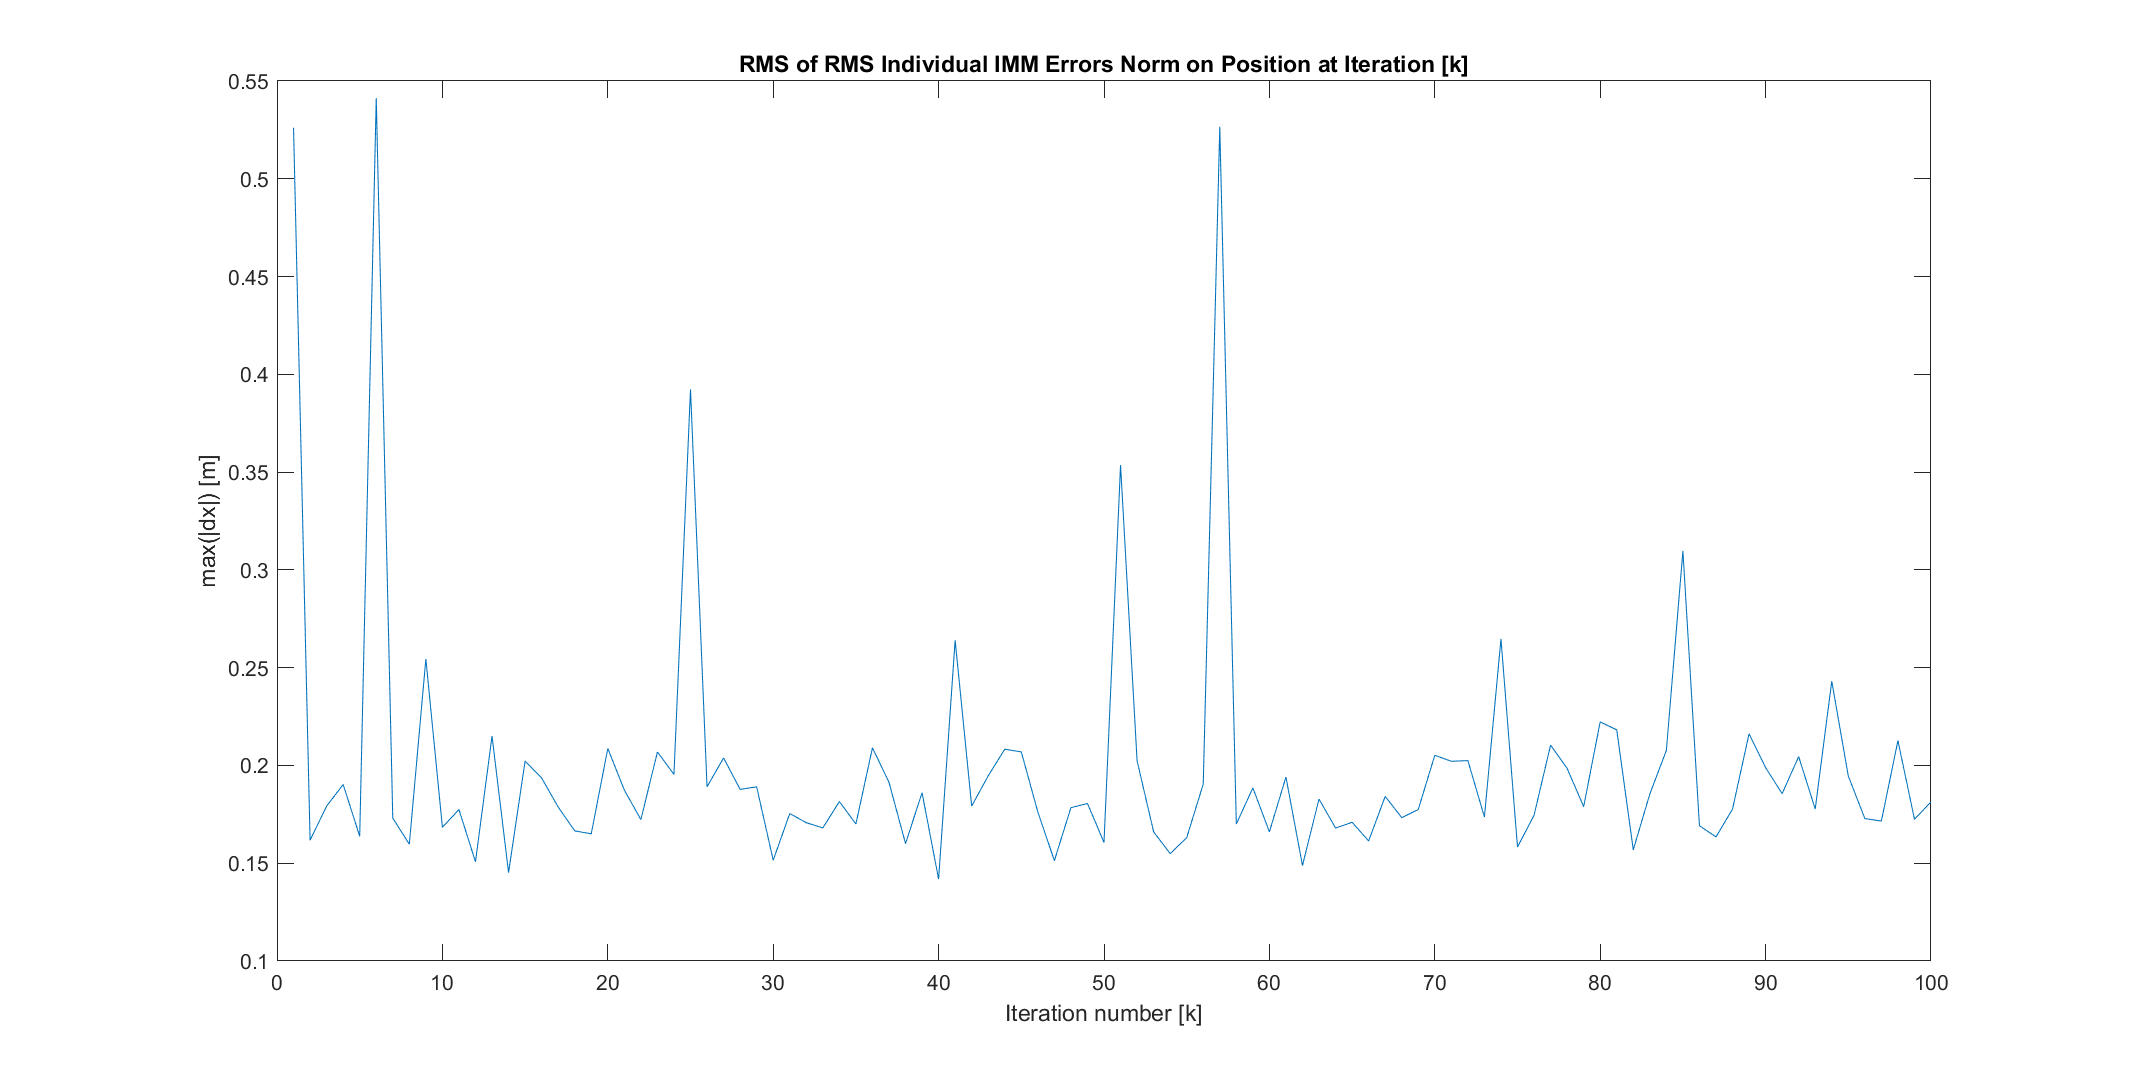 RMS of RMS Individual IMM Errors Norm on Position at Iteration [k]
0.55
0.5
0.45
0.4
0.35
0.3
0.25
0.2
0.15
0.1
max(|dx|) [m]
0 10 20 30 40 50 60 70 80 90 100
Iteration number [k]